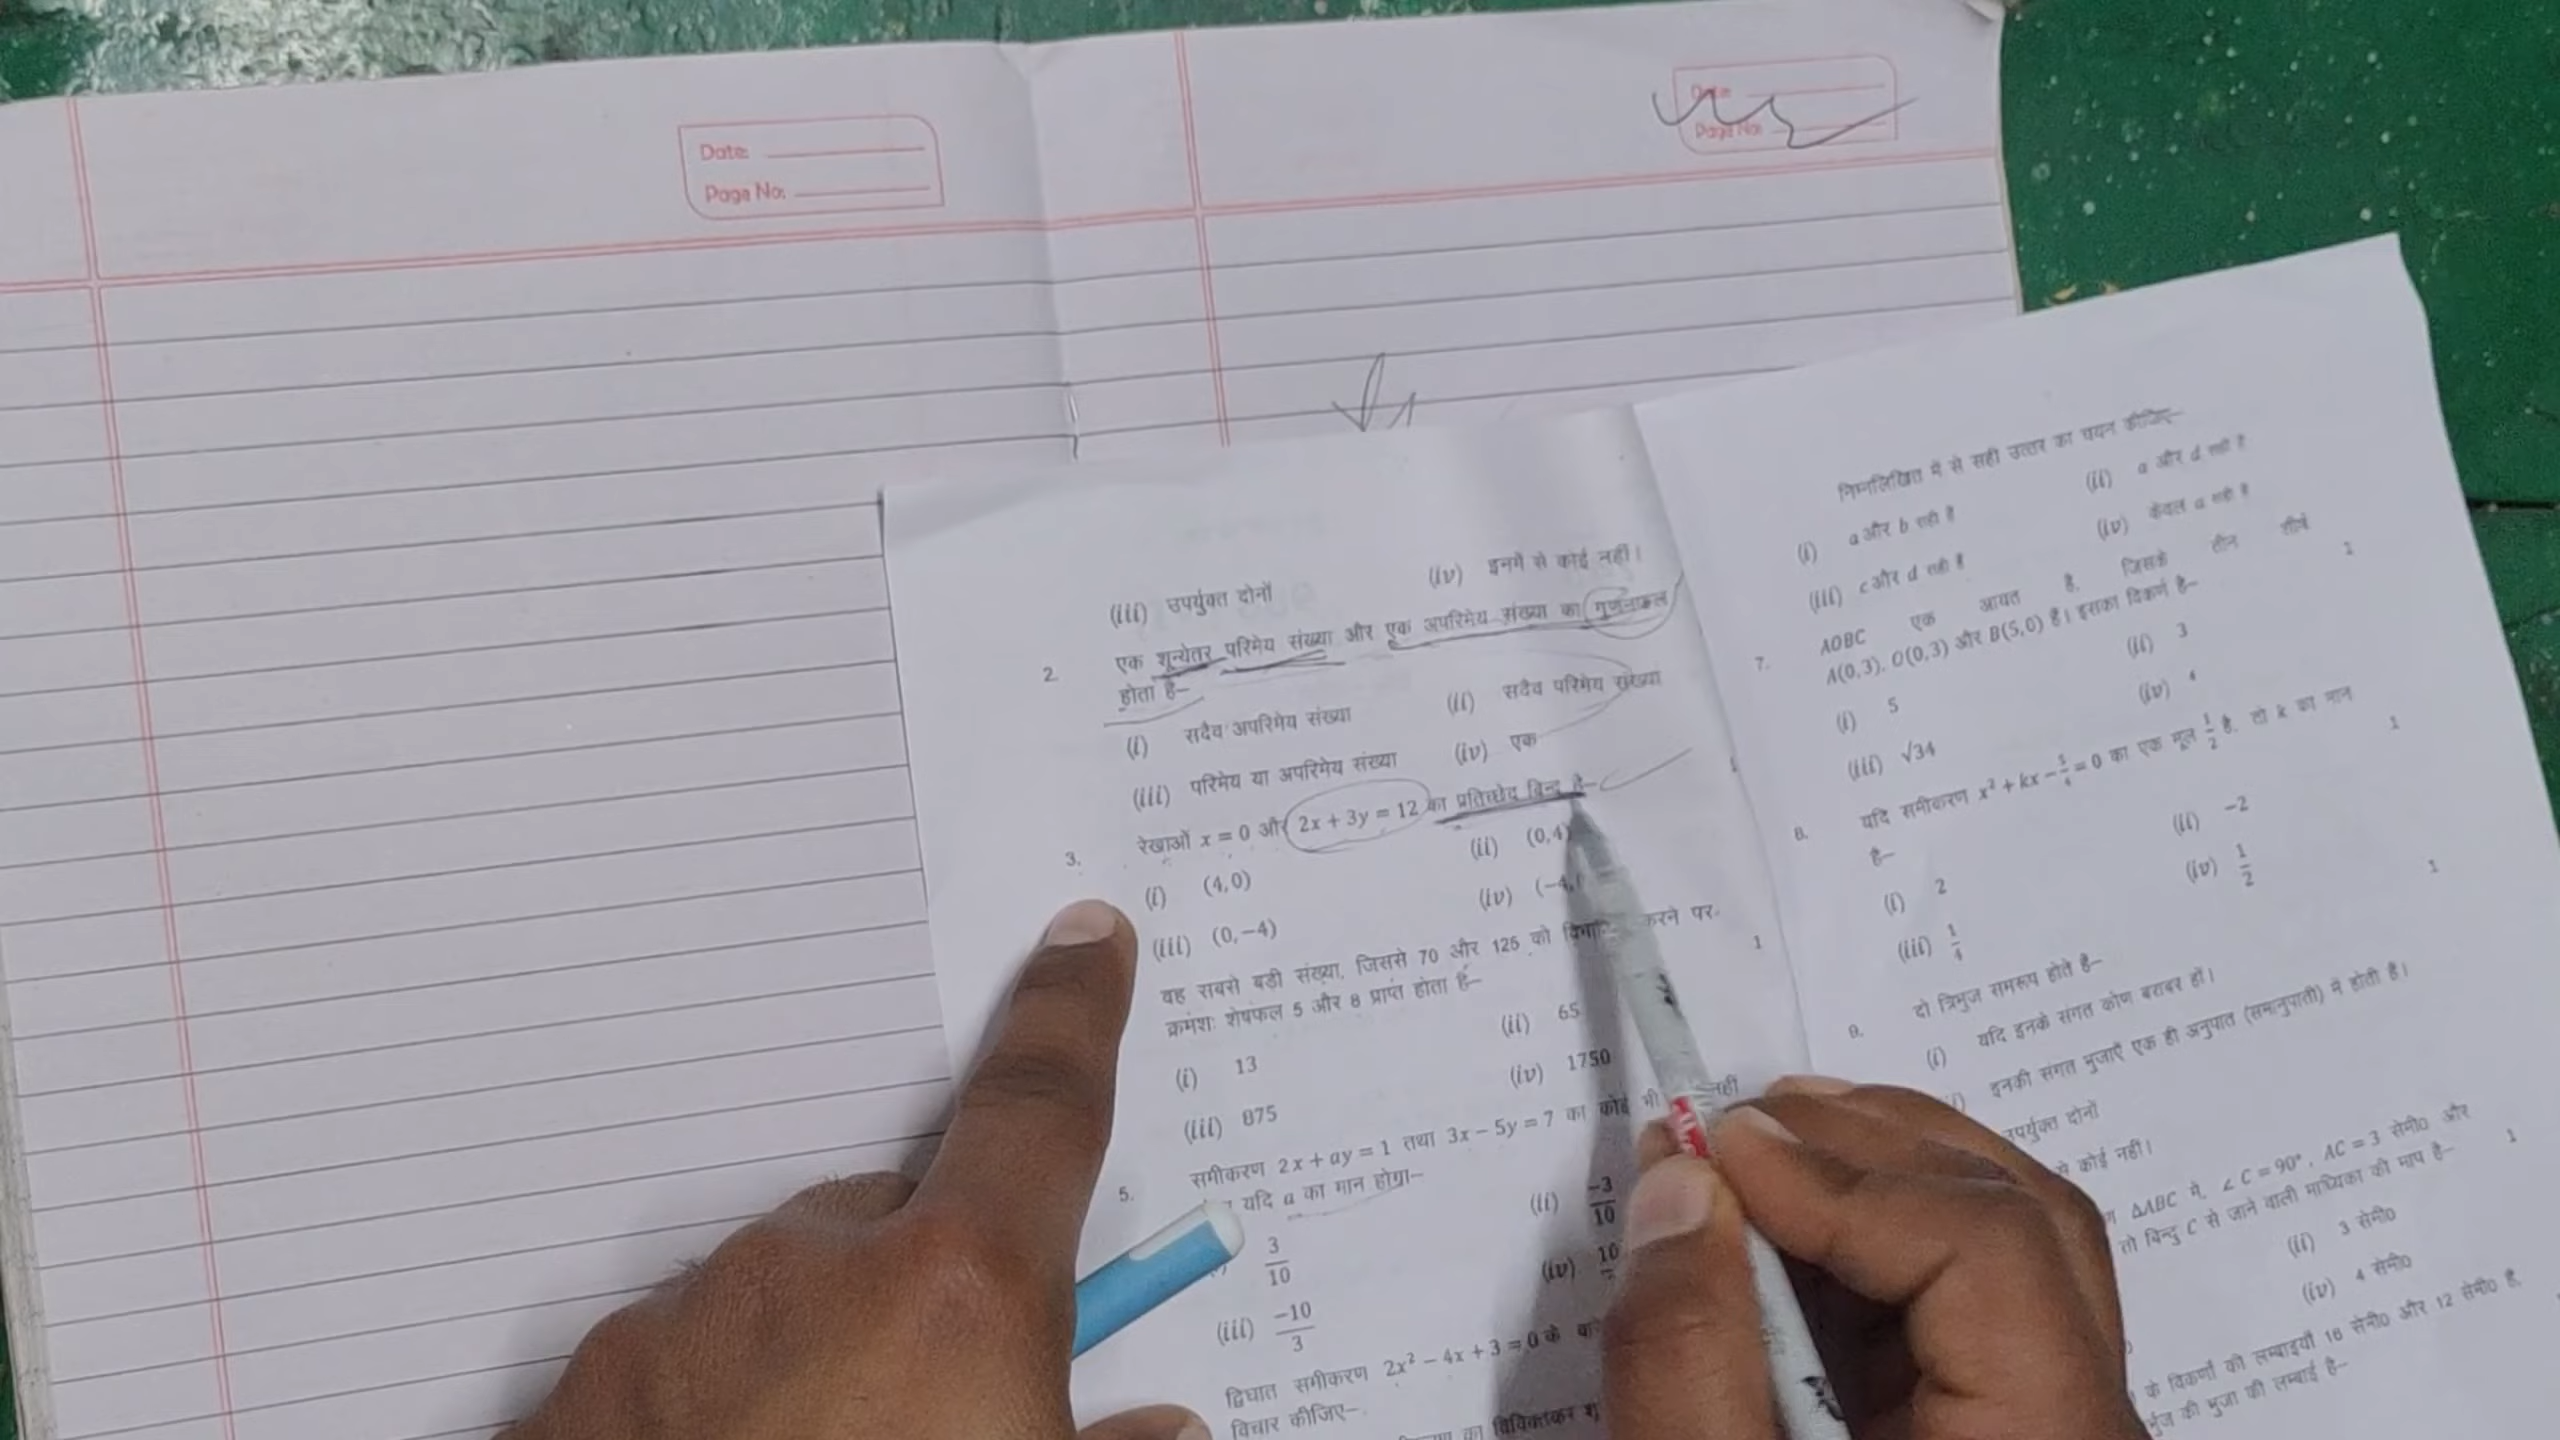 Date:
Page No:
Date:
Page No:
(iii) उपर्युक्त दोनों (iv) इनमें से कोई नहीं।
2. एक शून्येतर परिमेय संख्या और एक अपरिमेय संख्या का गुणनफल
होता है–
(i) सदैव अपरिमेय संख्या (ii) सदैव परिमेय संख्या
(iii) परिमेय या अपरिमेय संख्या (iv) एक
1
3. रेखाओं x = 0 और 2x + 3y = 12 का प्रतिच्छेद बिन्दु है–
(i) (4,0) (ii) (0,4)
(iii) (0,−4) (iv) (−4,
वह सबसे बड़ी संख्या, जिससे 70 और 125 को करने पर
क्रमशः शेषफल 5 और 8 प्राप्त होता है– 1
(i) 13 (ii) 65
(iii) 875 (iv) 1750
5. समीकरण 2x + ay = 1 तथा 3x − 5y = 7 का कोई भी नहीं
यदि a का मान होगा–
3/10 (ii) −3/10
(iii) −10/3 (iv) 10
द्विघात समीकरण 2x² − 4x + 3 = 0 के
विचार कीजिए–
का विविक्तकर
निम्नलिखित में से सही उत्तर का चयन कीजिए–
(i) a और b सही है (ii) a और d सही है
(iii) c और d सही है (iv) केवल a सही है
7. AOBC एक आयत है, जिसके तीन शीर्ष 1
A(0,3), O(0,3) और B(5,0) हैं। इसका विकर्ण है–
(i) 5 (ii) 3
(iii) √34 (iv) 4
8. यदि समीकरण x² + kx − 5/4 = 0 का एक मूल 1/2 है, तो k का मान 1
है–
(i) 2 (ii) −2
(iii) 1/4 (iv) 1/2
1
9. दो त्रिभुज समरूप होते हैं–
(i) यदि इनके संगत कोण बराबर हों।
इनकी संगत भुजाएँ एक ही अनुपात (समानुपाती) में होती हैं।
उपर्युक्त दोनों
से कोई नहीं।
ΔABC में, ∠C = 90°, AC = 3 सेमी0 और 1
तो बिन्दु C से जाने वाली माध्यिका की माप है–
(ii) 3 सेमी0
(iv) 4 सेमी0
के विकर्णों की लम्बाइयाँ 16 सेमी0 और 12 सेमी0 हैं,
की भुजा की लम्बाई है–